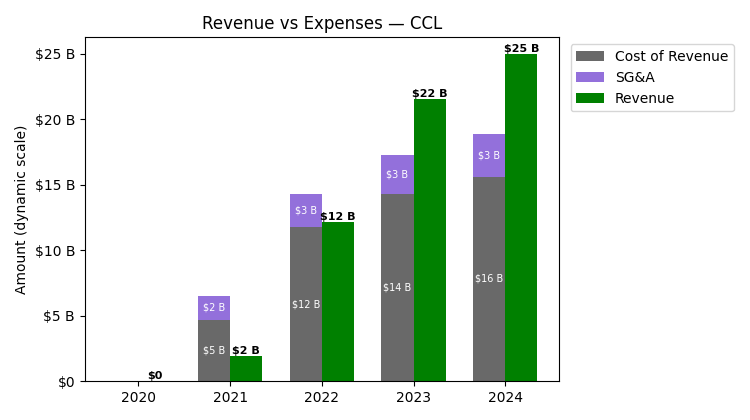 Revenue vs Expenses — CCL
Amount (dynamic scale)
$25 B
$20 B
$15 B
$10 B
$5 B
$0
$0
$5 B
$2 B
$2 B
$12 B
$3 B
$12 B
$14 B
$3 B
$22 B
$16 B
$3 B
$25 B
2020 2021 2022 2023 2024
Cost of Revenue
SG&A
Revenue